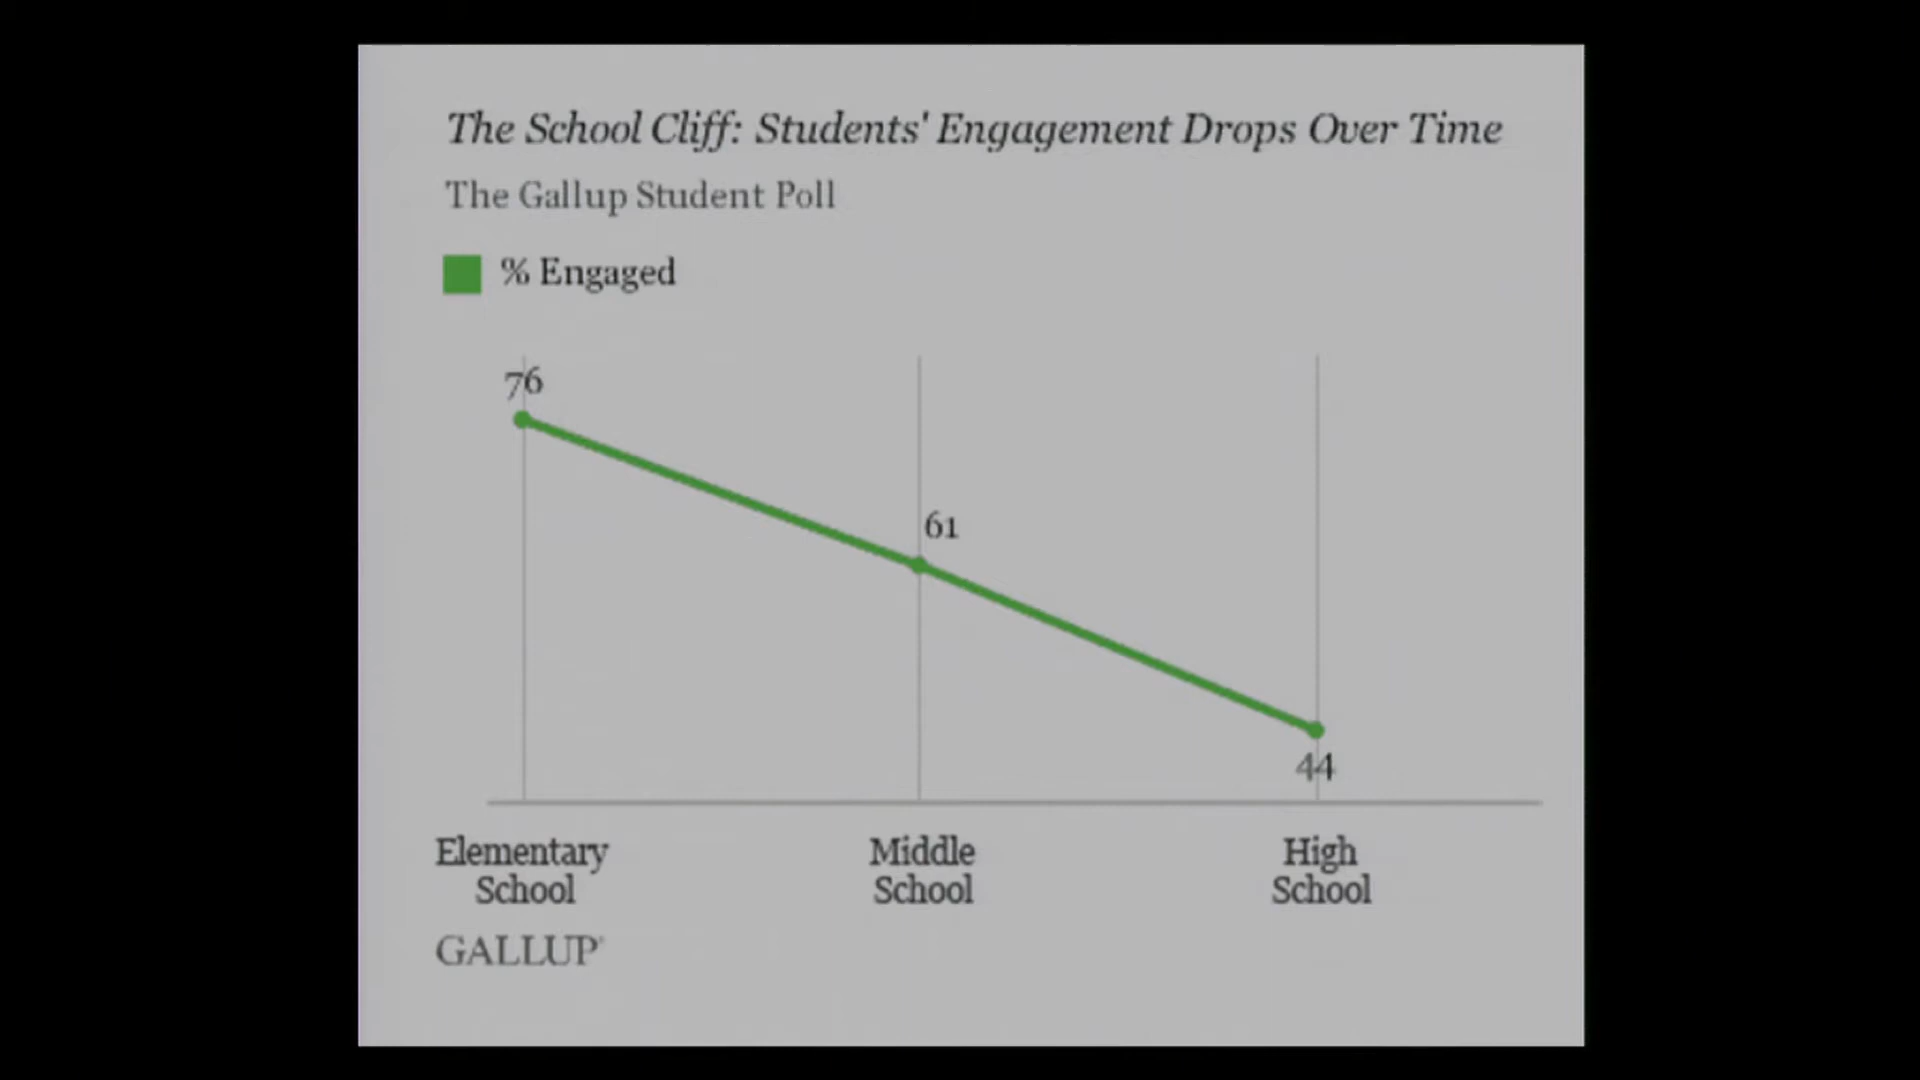 The School Cliff: Students' Engagement Drops Over Time
The Gallup Student Poll
% Engaged
76
61
44
Elementary
School
Middle
School
High
School
GALLUP®